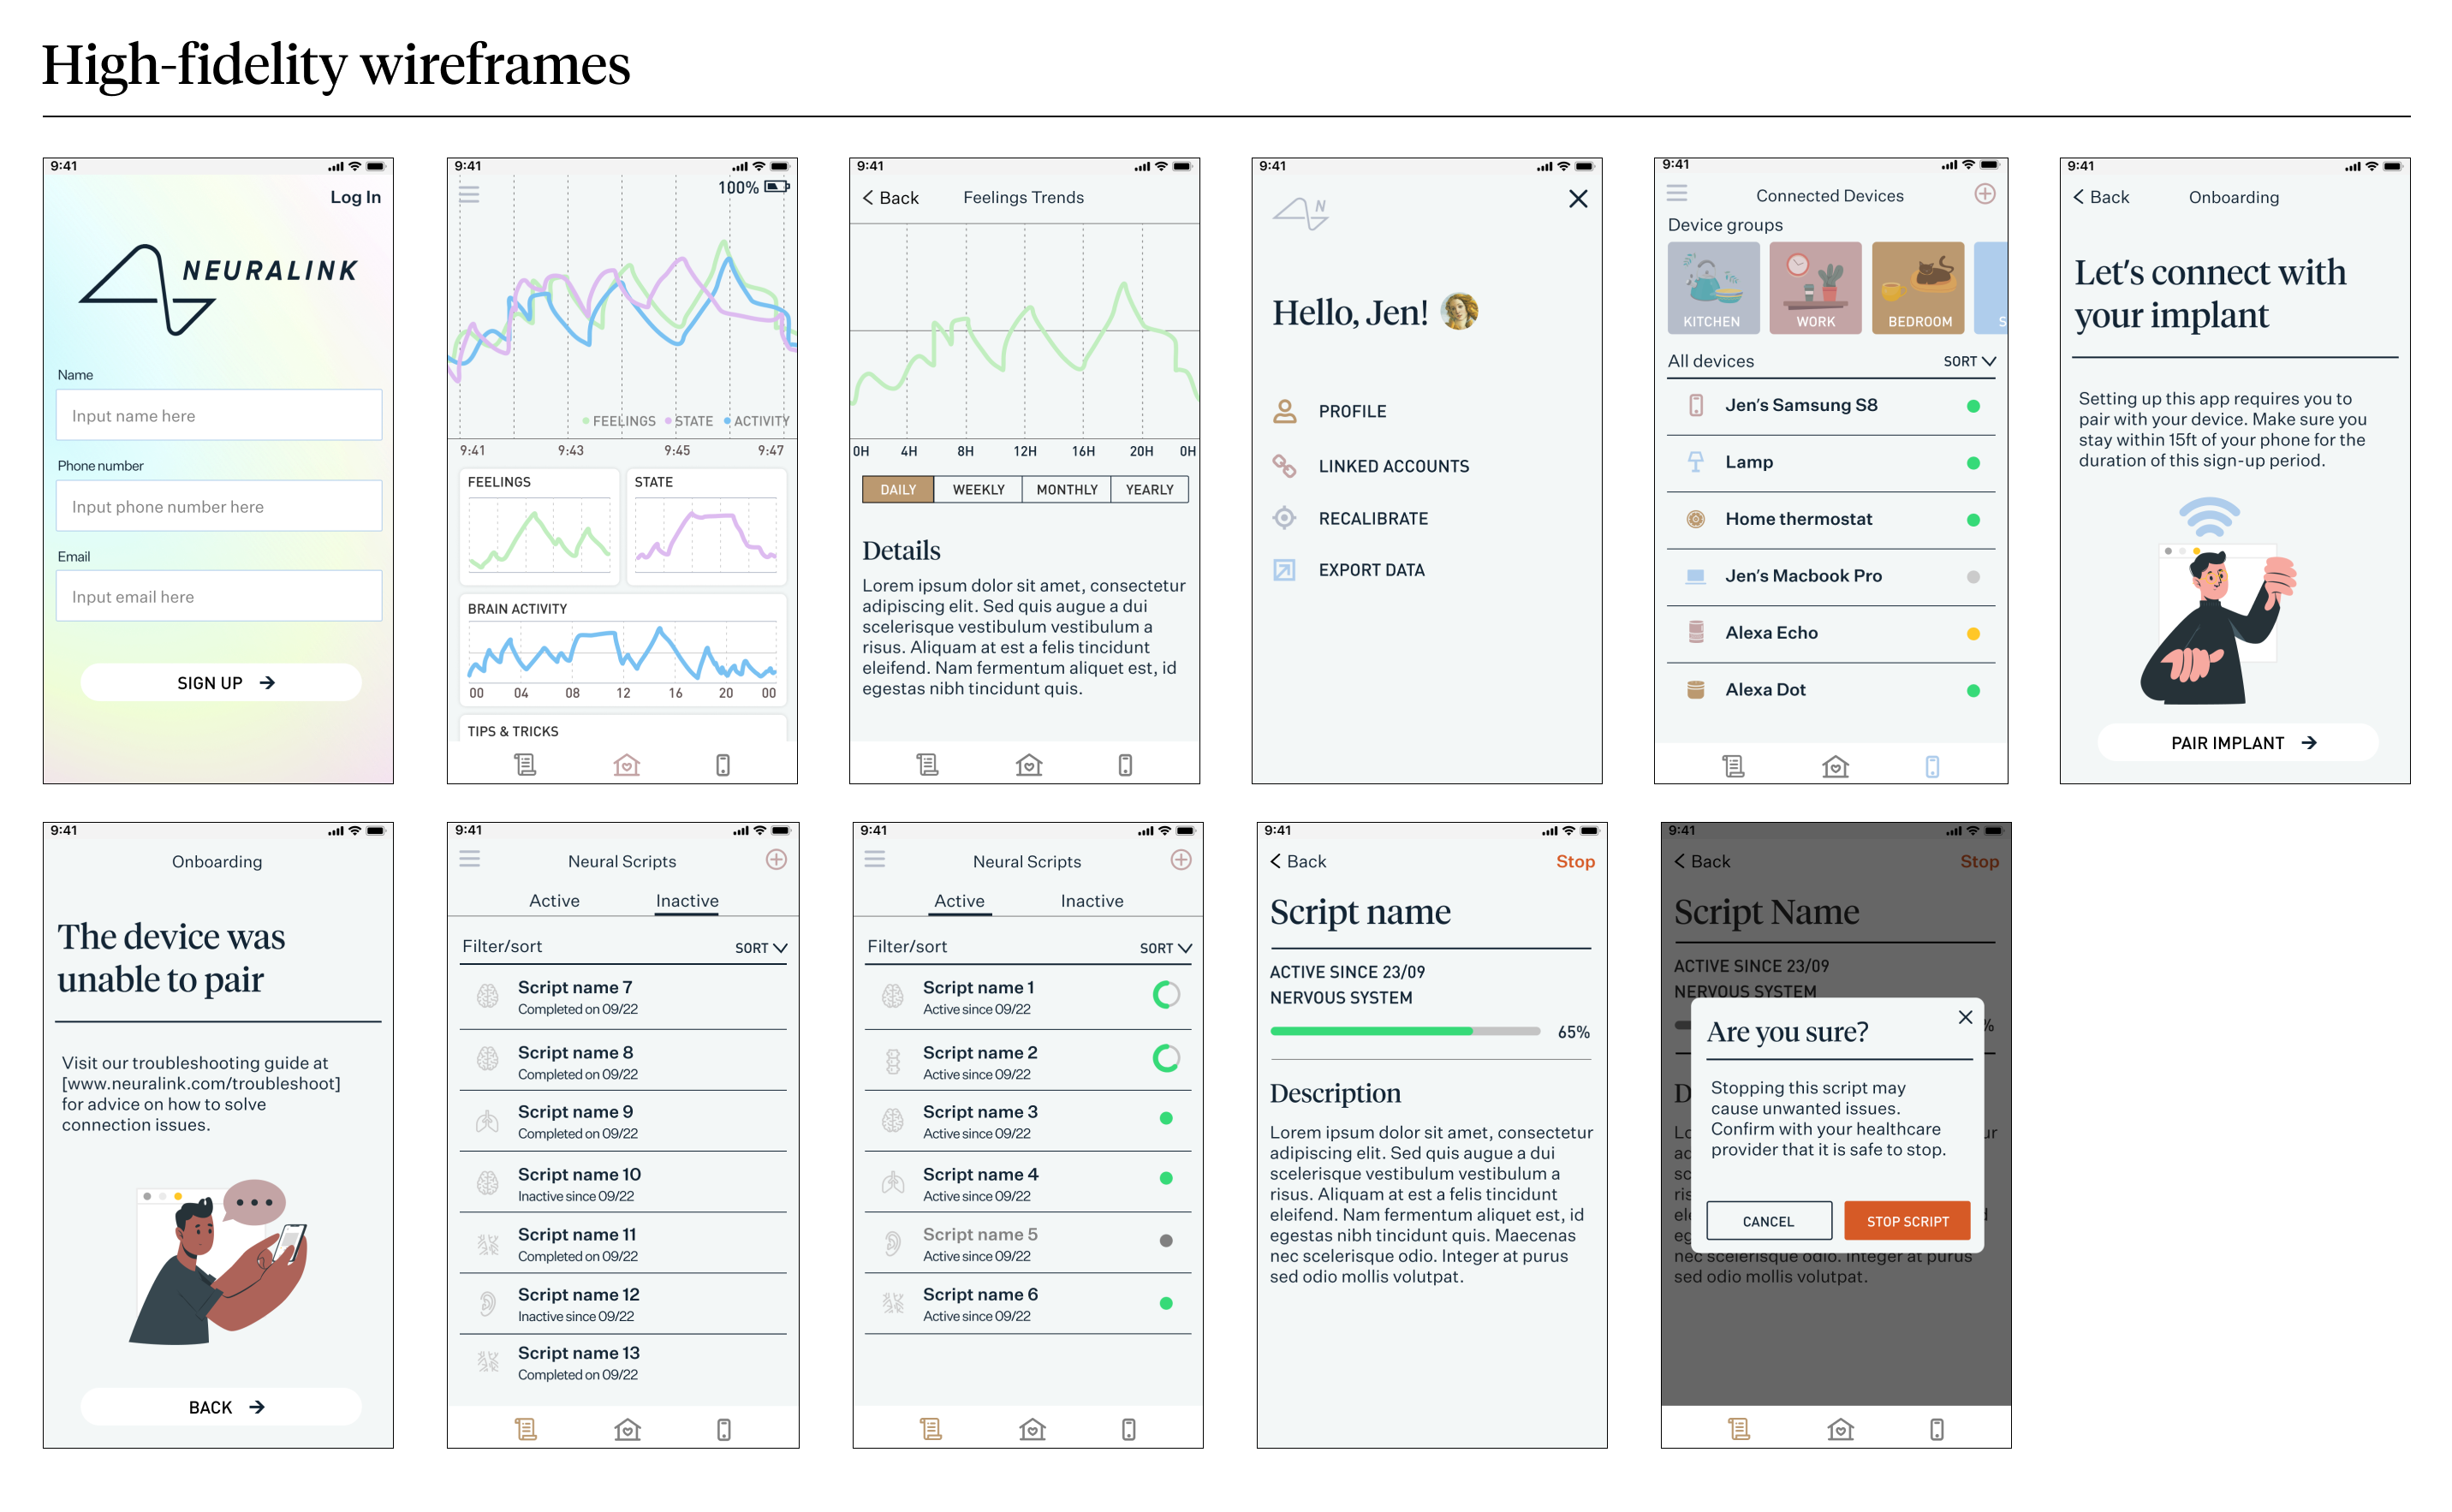 High-fidelity wireframes
9:41
Log In
NEURALINK
Name
Input name here
Phone number
Input phone number here
Email
Input email here
SIGN UP
9:41
100%
FEELINGS STATE ACTIVITY
9:41 9:43 9:45 9:47
FEELINGS
STATE
BRAIN ACTIVITY
00 04 08 12 16 20 00
TIPS & TRICKS
9:41
Back
Feelings Trends
0H 4H 8H 12H 16H 20H 0H
DAILY WEEKLY MONTHLY YEARLY
Details
Lorem ipsum dolor sit amet, consectetur
adipiscing elit. Sed quis augue a dui
scelerisque vestibulum vestibulum a
risus. Aliquam at est a felis tincidunt
eleifend. Nam fermentum aliquet est, id
egestas nibh tincidunt quis.
9:41
N
Hello, Jen!
PROFILE
LINKED ACCOUNTS
RECALIBRATE
EXPORT DATA
9:41
Connected Devices
Device groups
KITCHEN WORK BEDROOM S
All devices
SORT
Jen's Samsung S8
Lamp
Home thermostat
Jen's Macbook Pro
Alexa Echo
Alexa Dot
9:41
Back
Onboarding
Let's connect with
your implant
Setting up this app requires you to
pair with your device. Make sure you
stay within 15ft of your phone for the
duration of this sign-up period.
PAIR IMPLANT
9:41
Onboarding
The device was
unable to pair
Visit our troubleshooting guide at
[www.neuralink.com/troubleshoot]
for advice on how to solve
connection issues.
BACK
9:41
Neural Scripts
Active Inactive
Filter/sort
SORT
Script name 7
Completed on 09/22
Script name 8
Completed on 09/22
Script name 9
Completed on 09/22
Script name 10
Inactive since 09/22
Script name 11
Completed on 09/22
Script name 12
Inactive since 09/22
Script name 13
Completed on 09/22
9:41
Neural Scripts
Active Inactive
Filter/sort
SORT
Script name 1
Active since 09/22
Script name 2
Active since 09/22
Script name 3
Active since 09/22
Script name 4
Active since 09/22
Script name 5
Active since 09/22
Script name 6
Active since 09/22
9:41
Back
Stop
Script name
ACTIVE SINCE 23/09
NERVOUS SYSTEM
65%
Description
Lorem ipsum dolor sit amet, consectetur
adipiscing elit. Sed quis augue a dui
scelerisque vestibulum vestibulum a
risus. Aliquam at est a felis tincidunt
eleifend. Nam fermentum aliquet est, id
egestas nibh tincidunt quis. Maecenas
nec scelerisque odio. Integer at purus
sed odio mollis volutpat.
9:41
Back
Stop
Script Name
ACTIVE SINCE 23/09
NERVOUS SYSTEM
%
Are you sure?
Stopping this script may
cause unwanted issues.
Confirm with your healthcare
provider that it is safe to stop.
CANCEL
STOP SCRIPT
nec scelerisque odio. Integer at purus
sed odio mollis volutpat.